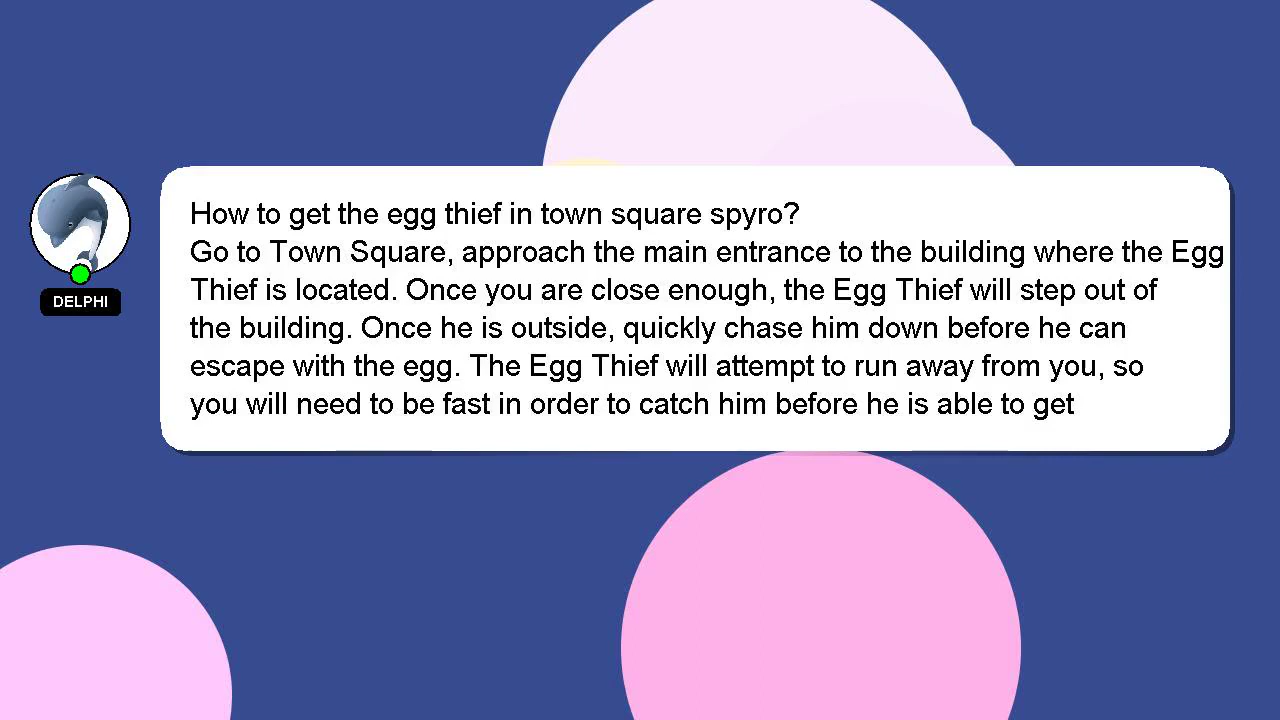 How to get the egg thief in town square spyro?
Go to Town Square, approach the main entrance to the building where the Egg
Thief is located. Once you are close enough, the Egg Thief will step out of
the building. Once he is outside, quickly chase him down before he can
escape with the egg. The Egg Thief will attempt to run away from you, so
you will need to be fast in order to catch him before he is able to get
DELPHI